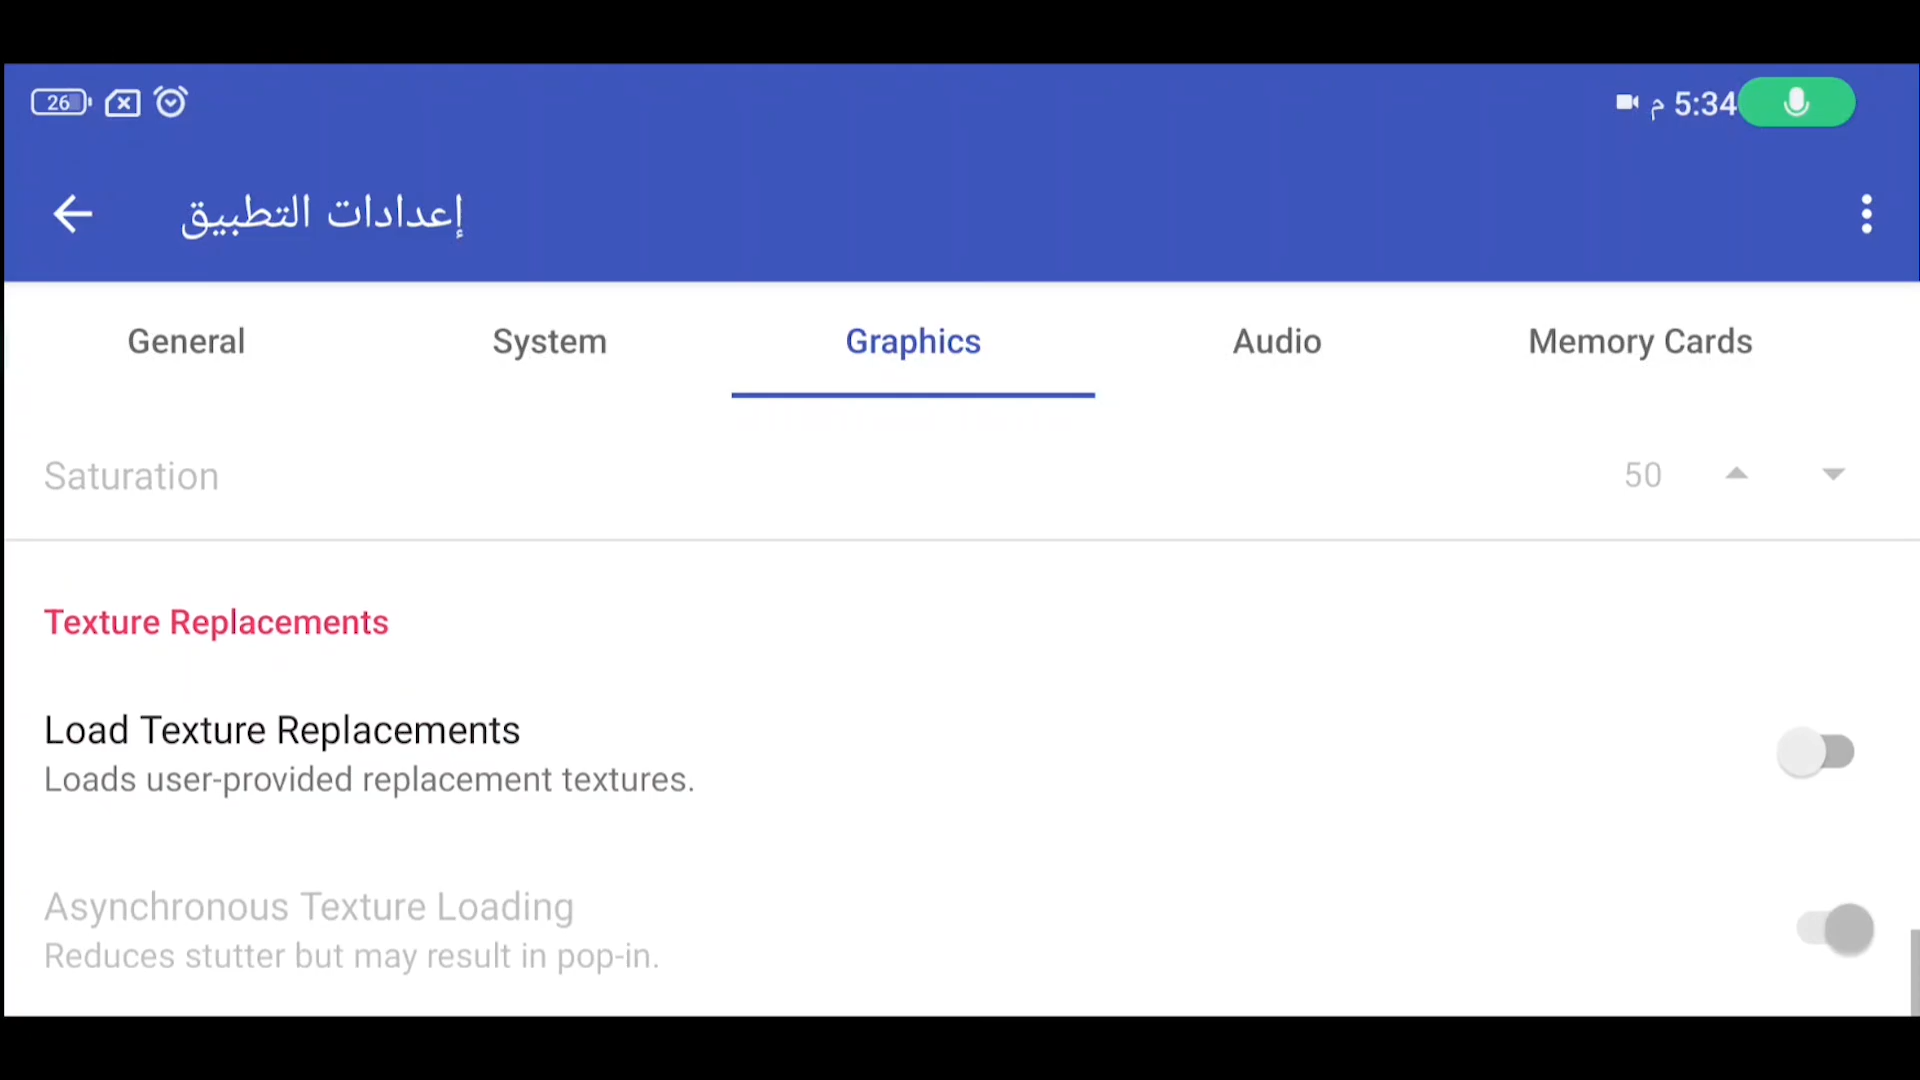 26
م 5:34
إعدادات التطبيق
General
System
Graphics
Audio
Memory Cards
Saturation
50
Texture Replacements
Load Texture Replacements
Loads user-provided replacement textures.
Asynchronous Texture Loading
Reduces stutter but may result in pop-in.